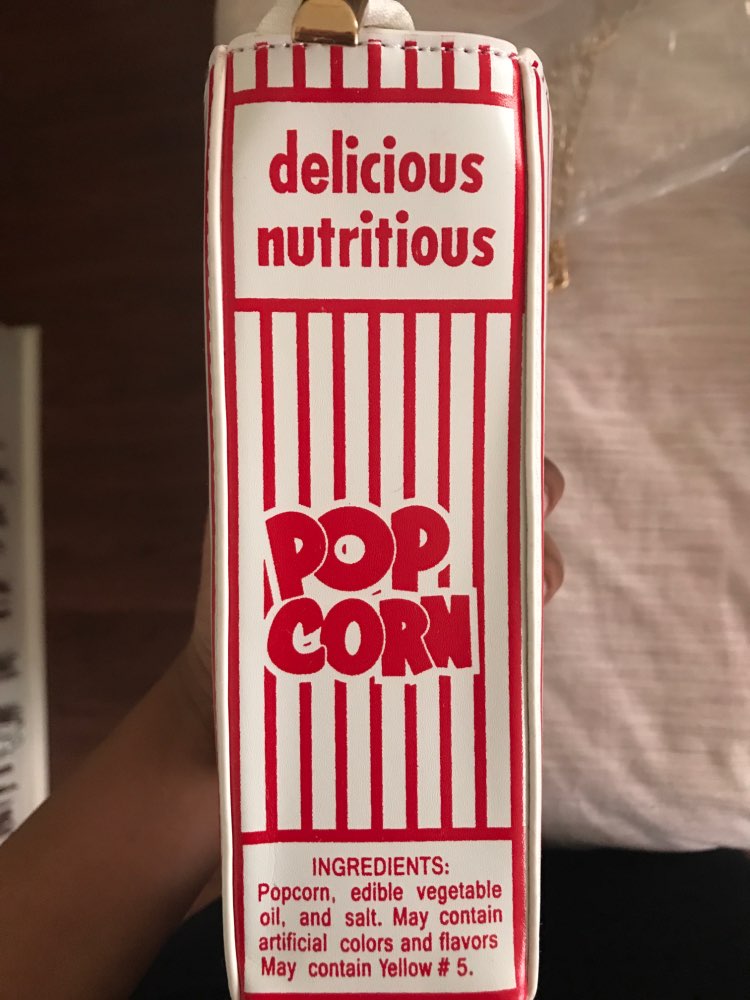 delicious
nutritious
POP
CORN
INGREDIENTS:
Popcorn, edible vegetable
oil, and salt. May contain
artificial colors and flavors
May contain Yellow # 5.